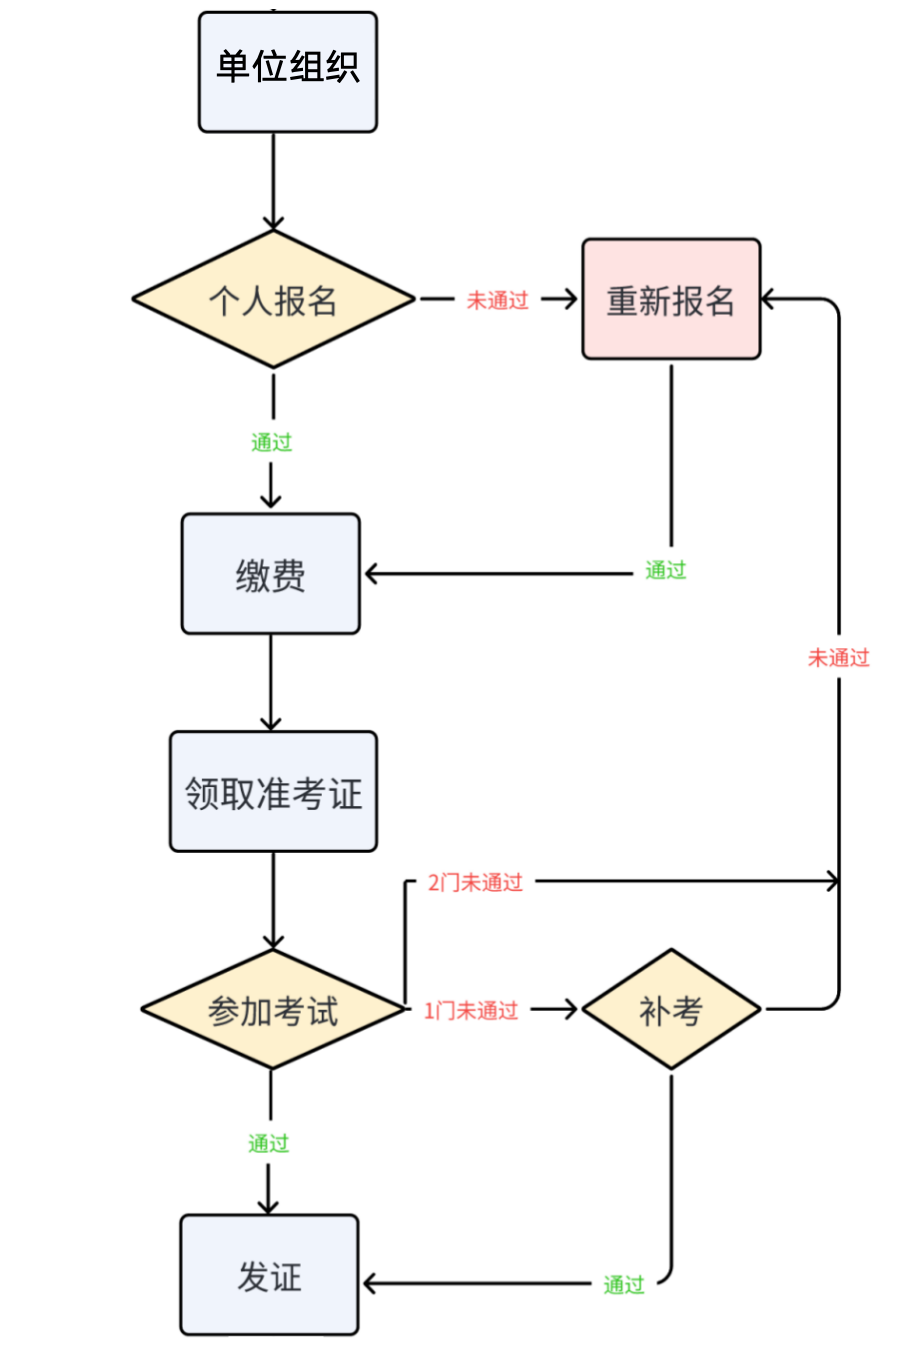 单位组织
个人报名
未通过
重新报名
通过
缴费
通过
未通过
领取准考证
2门未通过
参加考试
1门未通过
补考
通过
发证
通过